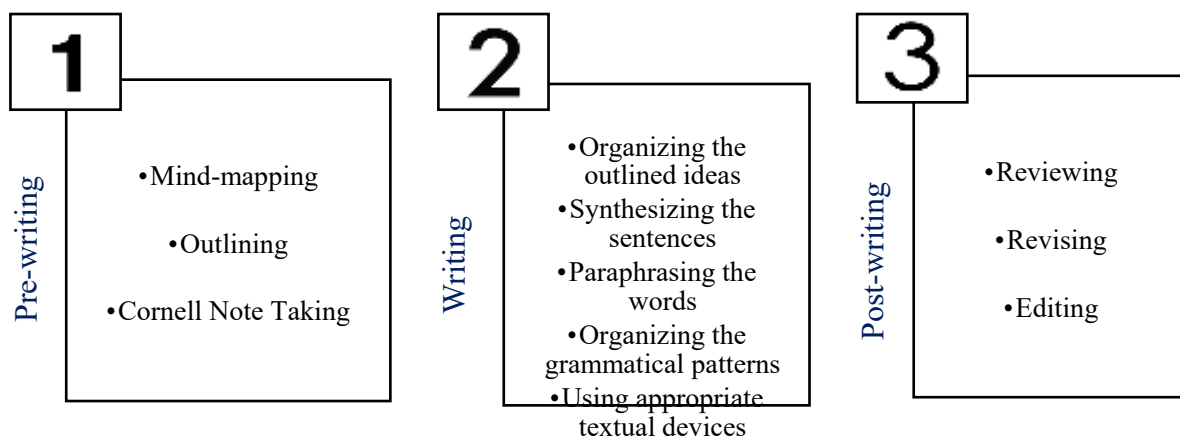 1
Pre-writing
•Mind-mapping
•Outlining
•Cornell Note Taking
2
Writing
•Organizing the
outlined ideas
•Synthesizing the
sentences
•Paraphrasing the
words
•Organizing the
grammatical patterns
•Using appropriate
textual devices
3
Post-writing
•Reviewing
•Revising
•Editing